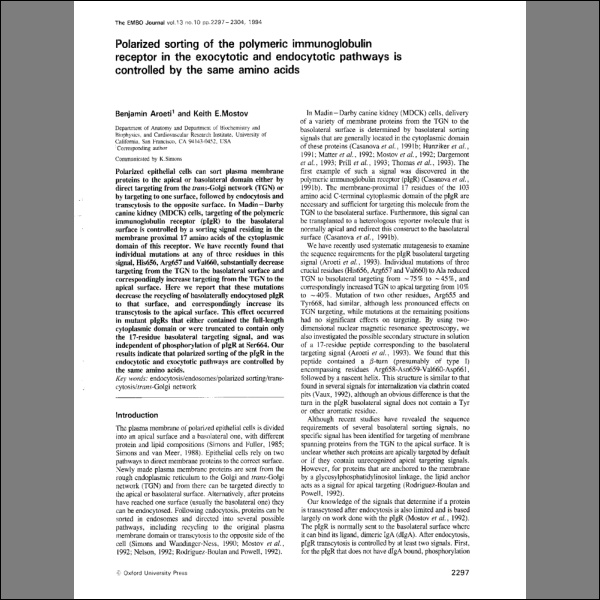 The EMBO Journal vol.13 no.10 pp.2297-2304, 1994
Polarized sorting of the polymeric immunoglobulin
receptor in the exocytotic and endocytotic pathways is
controlled by the same amino acids
Benjamin Aroeti¹ and Keith E.Mostov
Department of Anatomy and Department of Biochemistry and
Biophysics, and Cardiovascular Research Institute, University of
California, San Francisco, CA 94143-0452, USA
¹Corresponding author
Communicated by K.Simons
Polarized epithelial cells can sort plasma membrane
proteins to the apical or basolateral domain either by
direct targeting from the trans-Golgi network (TGN) or
by targeting to one surface, followed by endocytosis and
transcytosis to the opposite surface. In Madin-Darby
canine kidney (MDCK) cells, targeting of the polymeric
immunoglobulin receptor (pIgR) to the basolateral
surface is controlled by a sorting signal residing in the
membrane proximal 17 amino acids of the cytoplasmic
domain of this receptor. We have recently found that
individual mutations at any of three residues in this
signal, His656, Arg657 and Val660, substantially decrease
targeting from the TGN to the basolateral surface and
correspondingly increase targeting from the TGN to the
apical surface. Here we report that these mutations
decrease the recycling of basolaterally endocytosed pIgR
to that surface, and correspondingly increase its
transcytosis to the apical surface. This effect occurred
in mutant pIgRs that either contained the full-length
cytoplasmic domain or were truncated to contain only
the 17-residue basolateral targeting signal, and was
independent of phosphorylation of pIgR at Ser664. Our
results indicate that polarized sorting of the pIgR in the
endocytotic and exocytotic pathways are controlled by
the same amino acids.
Key words: endocytosis/endosomes/polarized sorting/trans-
cytosis/trans-Golgi network
Introduction
The plasma membrane of polarized epithelial cells is divided
into an apical surface and a basolateral one, with different
protein and lipid compositions (Simons and Fuller, 1985;
Simons and van Meer, 1988). Epithelial cells rely on two
pathways to direct membrane proteins to the correct surface.
Newly made plasma membrane proteins are sent from the
rough endoplasmic reticulum to the Golgi and trans-Golgi
network (TGN) and from there can be targeted directly to
the apical or basolateral surface. Alternatively, after proteins
have reached one surface (usually the basolateral one) they
can be endocytosed. Following endocytosis, proteins can be
sorted in endosomes and directed into several possible
pathways, including recycling to the original plasma
membrane domain or transcytosis to the opposite side of the
cell (Simons and Wandinger-Ness, 1990; Mostov et al.,
1992; Nelson, 1992; Rodriguez-Boulan and Powell, 1992).
In Madin-Darby canine kidney (MDCK) cells, delivery
of a variety of membrane proteins from the TGN to the
basolateral surface is determined by basolateral sorting
signals that are generally located in the cytoplasmic domain
of these proteins (Casanova et al., 1991b; Hunziker et al.,
1991; Matter et al., 1992; Mostov et al., 1992; Dargemont
et al., 1993; Prill et al., 1993; Thomas et al., 1993). The
first example of such a signal was discovered in the
polymeric immunoglobulin receptor (pIgR) (Casanova et al.,
1991b). The membrane-proximal 17 residues of the 103
amino acid C-terminal cytoplasmic domain of the pIgR are
necessary and sufficient for targeting this molecule from the
TGN to the basolateral surface. Furthermore, this signal can
be transplanted to a heterologous reporter molecule that is
normally apical and redirect this construct to the basolateral
surface (Casanova et al., 1991b).
We have recently used systematic mutagenesis to examine
the sequence requirements for the pIgR basolateral targeting
signal (Aroeti et al., 1993). Individual mutations of three
crucial residues (His656, Arg657 and Val660) to Ala reduced
TGN to basolateral targeting from ~75% to ~45%, and
correspondingly increased TGN to apical targeting from 10%
to ~40%. Mutation of two other residues, Arg655 and
Tyr668, had similar, although less pronounced effects on
TGN targeting, while mutations at the remaining positions
had no significant effects on targeting. By using two-
dimensional nuclear magnetic resonance spectroscopy, we
also investigated the possible secondary structure in solution
of a 17-residue peptide corresponding to the basolateral
targeting signal (Aroeti et al., 1993). We found that this
peptide contained a β-turn (presumably of type I)
encompassing residues Arg658-Asn659-Val660-Asp661,
followed by a nascent helix. This structure is similar to that
found in several signals for internalization via clathrin coated
pits (Vaux, 1992), although an obvious difference is that the
turn in the pIgR basolateral signal does not contain a Tyr
or other aromatic residue.
Although recent studies have revealed the sequence
requirements of several basolateral sorting signals, no
specific signal has been identified for targeting of membrane
spanning proteins from the TGN to the apical surface. It is
unclear whether such proteins are apically targeted by default
or if they contain unrecognized apical targeting signals.
However, for proteins that are anchored to the membrane
by a glycosylphosphatidylinositol linkage, the lipid anchor
acts as a signal for apical targeting (Rodriguez-Boulan and
Powell, 1992).
Our knowledge of the signals that determine if a protein
is transcytosed after endocytosis is also limited and is based
largely on work done with the pIgR (Mostov et al., 1992).
The pIgR is normally sent to the basolateral surface where
it can bind its ligand, dimeric IgA (dIgA). After endocytosis,
pIgR transcytosis is controlled by at least two signals. First,
for the pIgR that does not have dIgA bound, phosphorylation
© Oxford University Press
2297